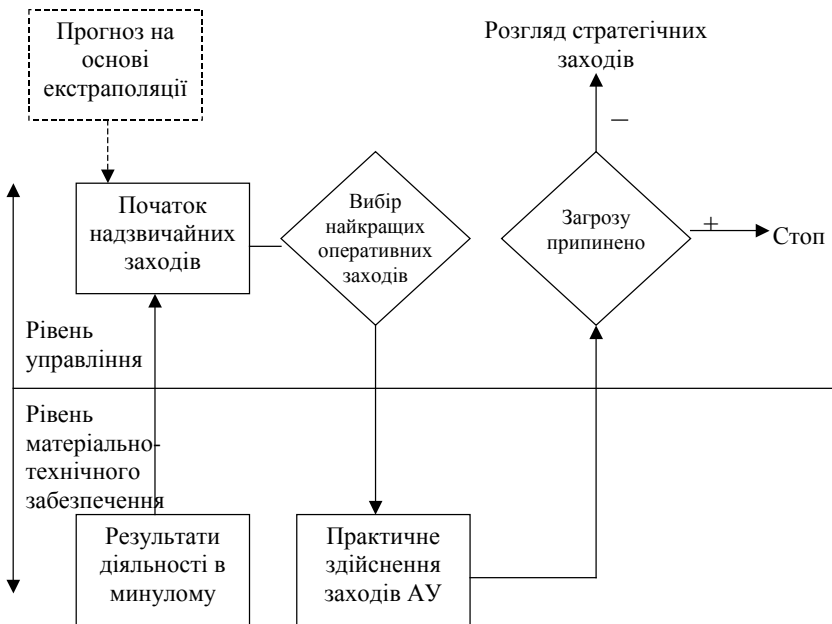 Прогноз на
основі
екстраполяції
Розгляд стратегічних
заходів
–
Початок
надзвичайних
заходів
Вибір
найкращих
оперативних
заходів
Загрозу
припинено
+
Стоп
Рівень
управління
Рівень
матеріально-
технічного
забезпечення
Результати
діяльності в
минулому
Практичне
здійснення
заходів АУ